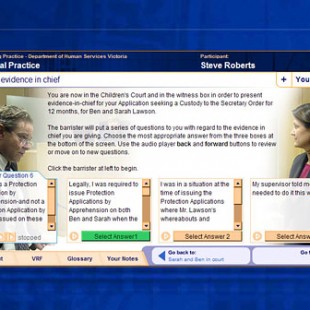 g Practice - Department of Human Services Victoria
Participant:
al Practice
Steve Roberts
evidence in chief
+
You
You are now in the Children's Court and in the witness box in order to present
evidence-in-chief for your Application seeking a Custody to the Secretary Order for
12 months, for Ben and Sarah Lawson.
The barrister will put a series of questions to you with regard to the evidence in
chief you are giving. Choose the most appropriate answer from the three boxes at
the bottom of the screen. Use the audio player back and forward buttons to review
or move on to new questions.
Click the barrister at left to begin.
Question 6
s a Protection
n by
hension-and not a
on Application by
issued on these
stopped
Legally, I was required to
issue Protection
Applications by
Apprehension on both
Ben and Sarah when the
Select Answer1
I was in a situation at the
time of issuing the
Protection Applications
where Mr. Lawson's
whereabouts and
Select Answer 2
My supervisor told m
needed to do it this w
Select Answer
t
VRF
Glossary
Your Notes
Go back to:
Sarah and Ben in court
Go fo